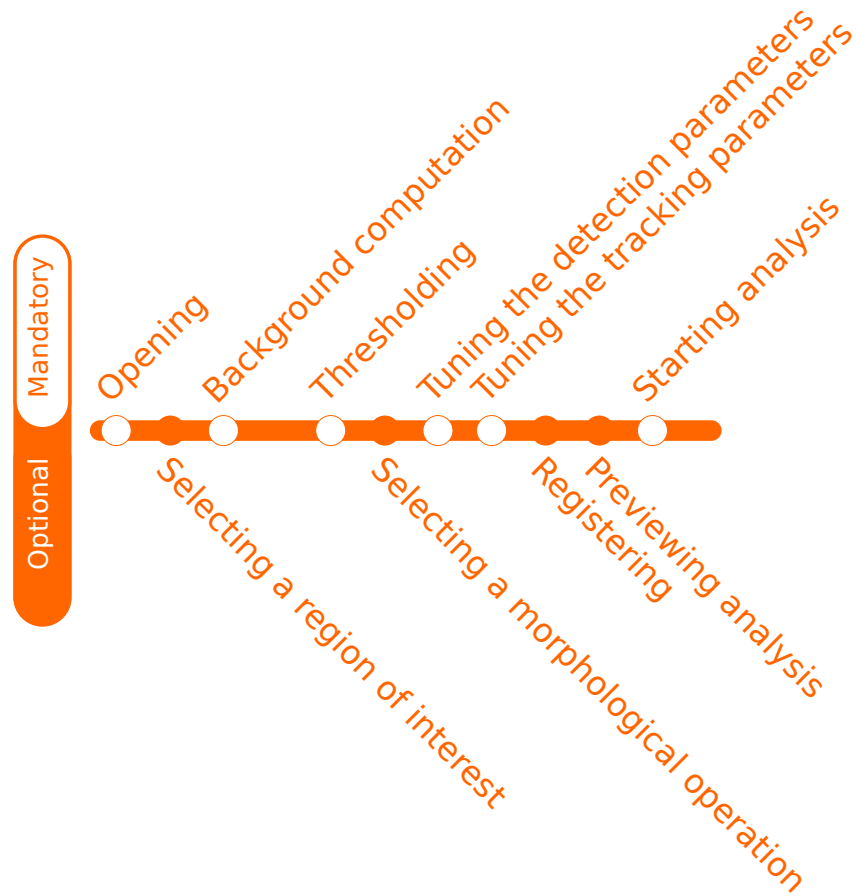 Mandatory
Optional
Opening
Background computation
Thresholding
Tuning the detection parameters
Tuning the tracking parameters
Starting analysis
Selecting a region of interest
Selecting a morphological operation
Registering
Previewing analysis